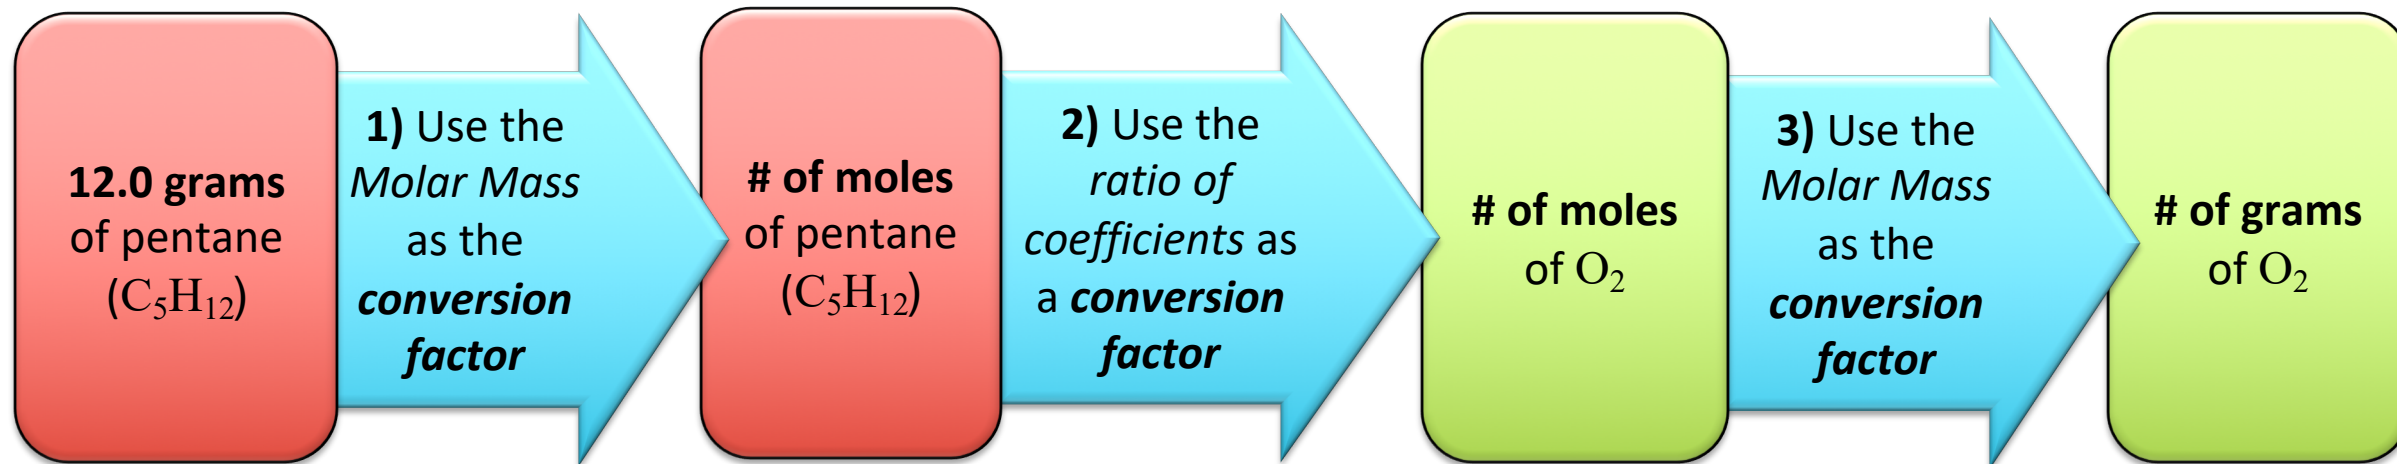 12.0 grams
of pentane
(C₅H₁₂)
1) Use the
Molar Mass
as the
conversion
factor
# of moles
of pentane
(C₅H₁₂)
2) Use the
ratio of
coefficients as
a conversion
factor
# of moles
of O₂
3) Use the
Molar Mass
as the
conversion
factor
# of grams
of O₂